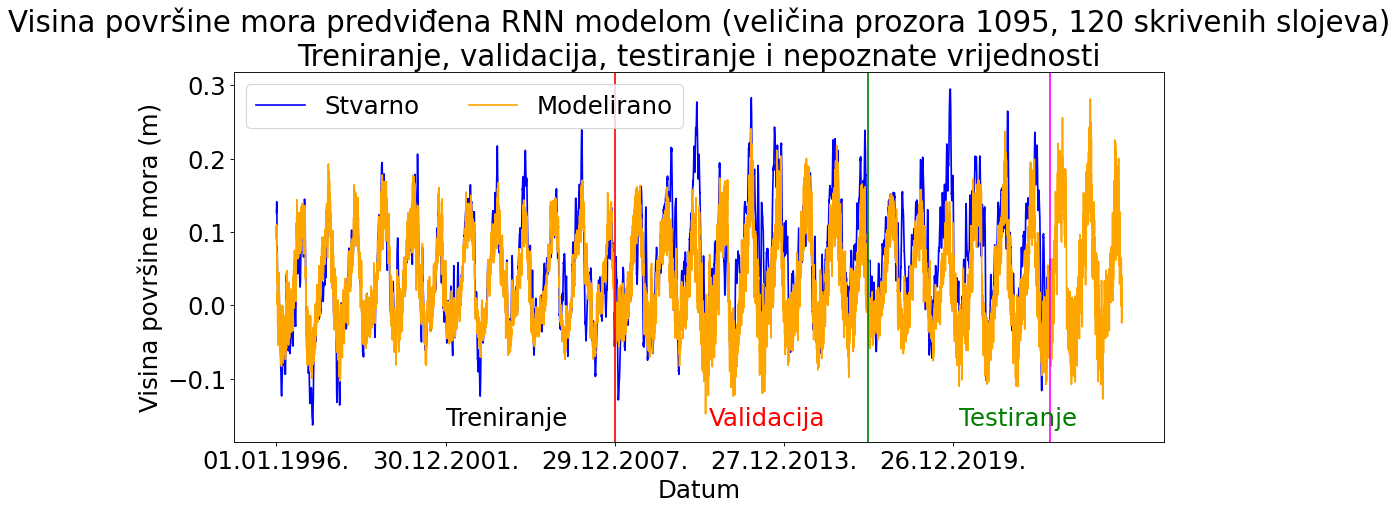 Visina površine mora predviđena RNN modelom (veličina prozora 1095, 120 skrivenih slojeva)
Treniranje, validacija, testiranje i nepoznate vrijednosti
Stvarno
Modelirano
Visina površine mora (m)
0.3
0.2
0.1
0.0
−0.1
Treniranje
Validacija
Testiranje
01.01.1996.
30.12.2001.
29.12.2007.
27.12.2013.
26.12.2019.
Datum